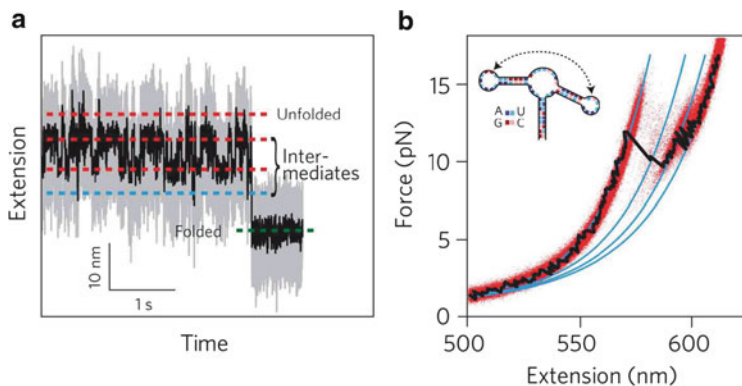 a
Unfolded
Inter-
mediates
Folded
Extension
10 nm
1 s
Time
b
A U
G C
15
10
5
0
Force (pN)
500
550
600
Extension (nm)